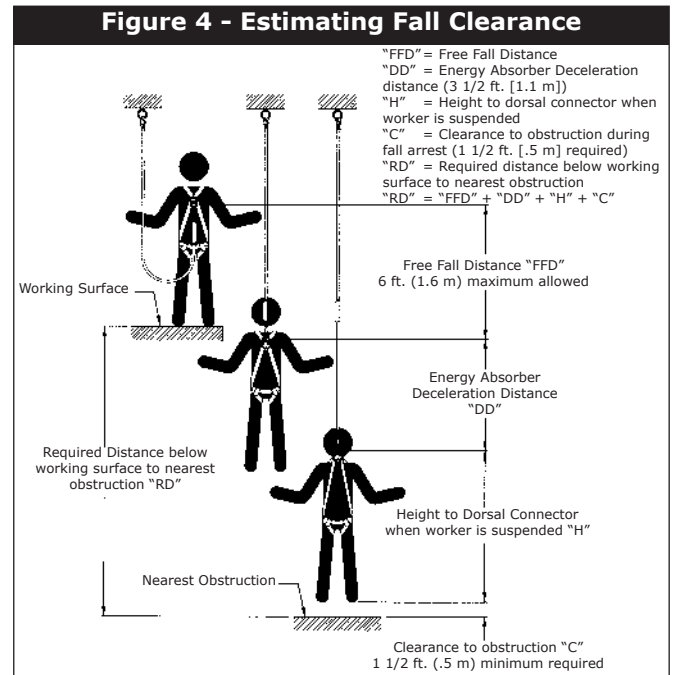 Figure 4 - Estimating Fall Clearance
“FFD” = Free Fall Distance
“DD” = Energy Absorber Deceleration
distance (3 1/2 ft. [1.1 m])
“H” = Height to dorsal connector when
worker is suspended
“C” = Clearance to obstruction during
fall arrest (1 1/2 ft. [.5 m] required)
“RD” = Required distance below working
surface to nearest obstruction
“RD” = “FFD” + “DD” + “H” + “C”
Free Fall Distance “FFD”
6 ft. (1.6 m) maximum allowed
Working Surface
Energy Absorber
Deceleration Distance
“DD”
Required Distance below
working surface to nearest
obstruction “RD”
Height to Dorsal Connector
when worker is suspended “H”
Nearest Obstruction
Clearance to obstruction “C”
1 1/2 ft. (.5 m) minimum required